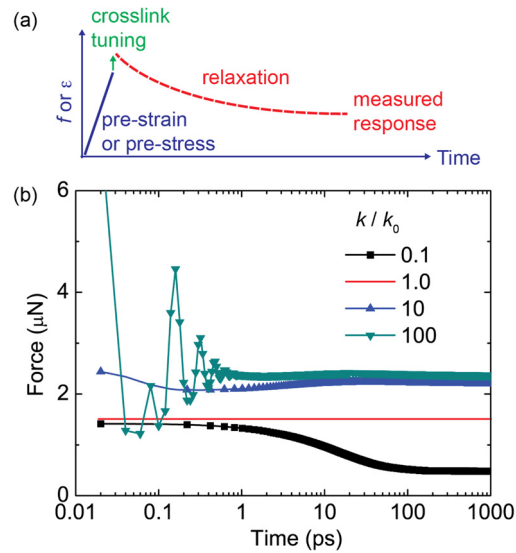 (a)
crosslink
tuning
relaxation
measured
response
pre-strain
or pre-stress
f or ε
Time
(b)
k / k0
0.1
1.0
10
100
Force (μN)
6
4
2
0
0.01 0.1 1 10 100 1000
Time (ps)